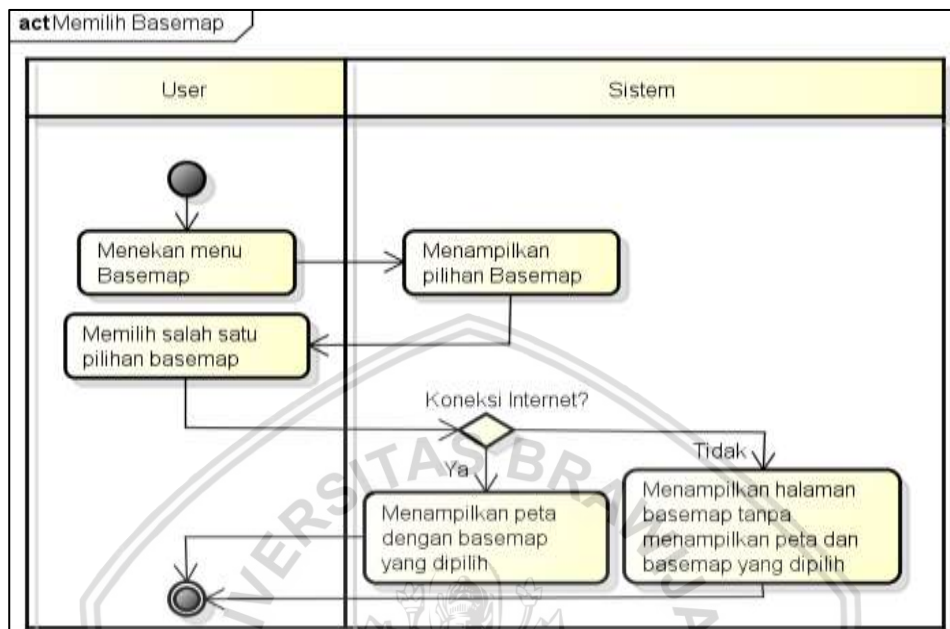 act Memilih Basemap
User
Sistem
Menekan menu
Basemap
Menampilkan
pilihan Basemap
Memilih salah satu
pilihan basemap
Koneksi Internet?
Ya
Tidak
Menampilkan peta
dengan basemap
yang dipilih
Menampilkan halaman
basemap tanpa
menampilkan peta dan
basemap yang dipilih